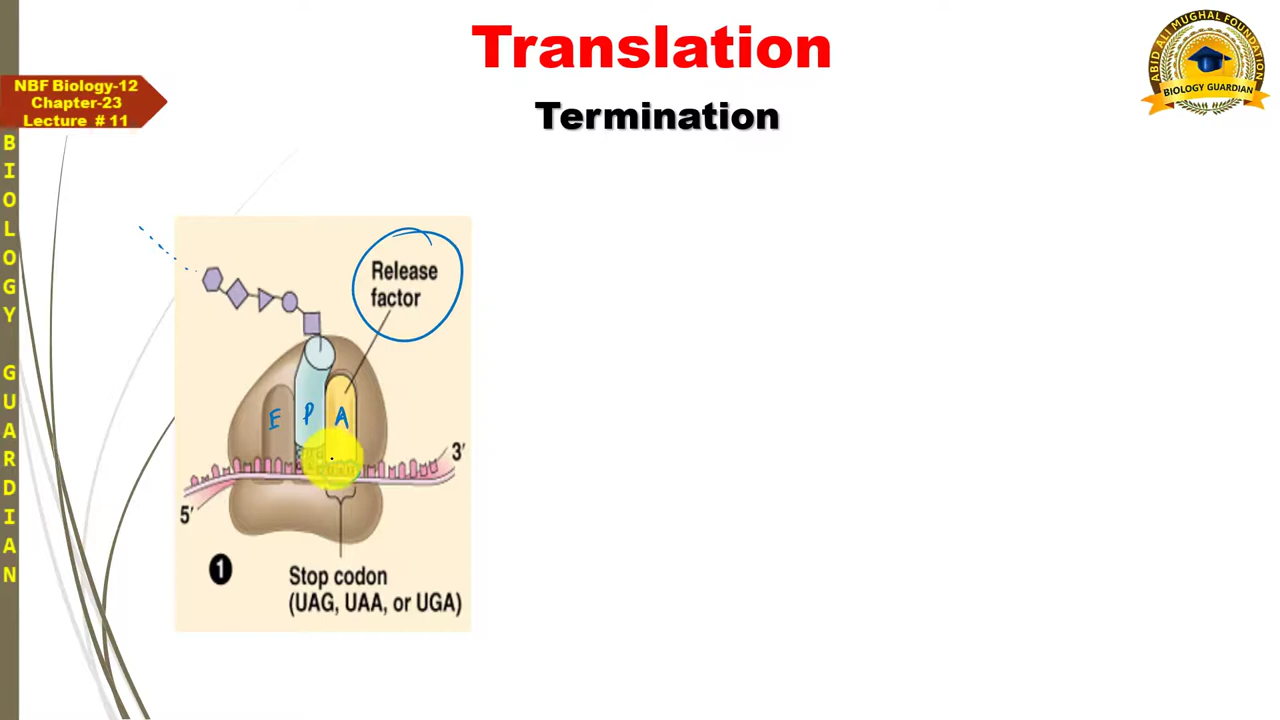 Translation
Termination
NBF Biology-12
Chapter-23
Lecture # 11
BIOLOGY GUARDIAN
ABID ALI MUGHAL FOUNDATION
BIOLOGY GUARDIAN
Release
factor
E P A
3′
5′
1
Stop codon
(UAG, UAA, or UGA)